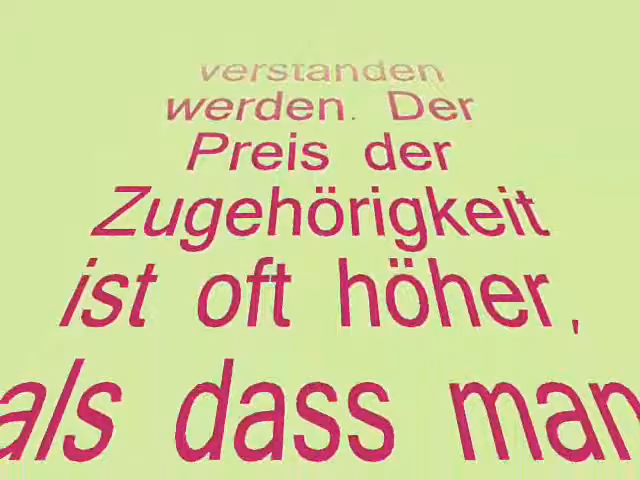 verstanden
werden. Der
Preis der
Zugehörigkeit
ist oft höher,
als dass man